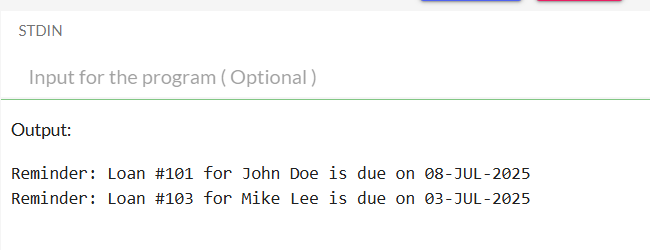 STDIN
Input for the program ( Optional )
Output:
Reminder: Loan #101 for John Doe is due on 08-JUL-2025
Reminder: Loan #103 for Mike Lee is due on 03-JUL-2025